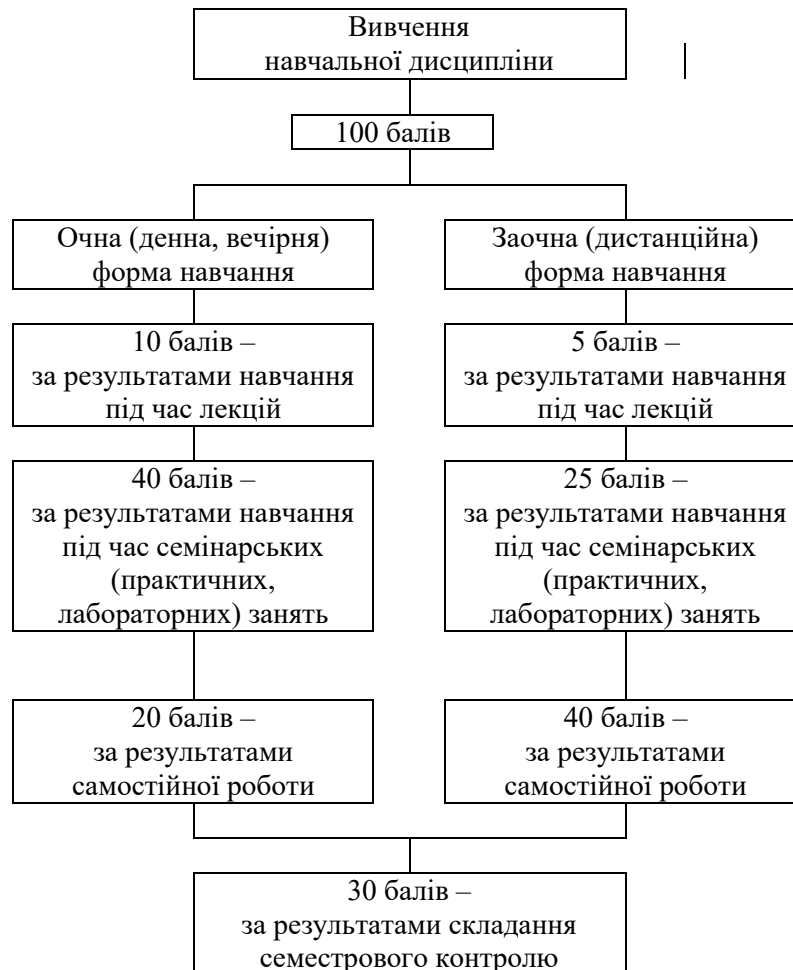 Вивчення
навчальної дисципліни
100 балів
Очна (денна, вечірня)
форма навчання
Заочна (дистанційна)
форма навчання
10 балів –
за результатами навчання
під час лекцій
5 балів –
за результатами навчання
під час лекцій
40 балів –
за результатами навчання
під час семінарських
(практичних,
лабораторних) занять
25 балів –
за результатами навчання
під час семінарських
(практичних,
лабораторних) занять
20 балів –
за результатами
самостійної роботи
40 балів –
за результатами
самостійної роботи
30 балів –
за результатами складання
семестрового контролю